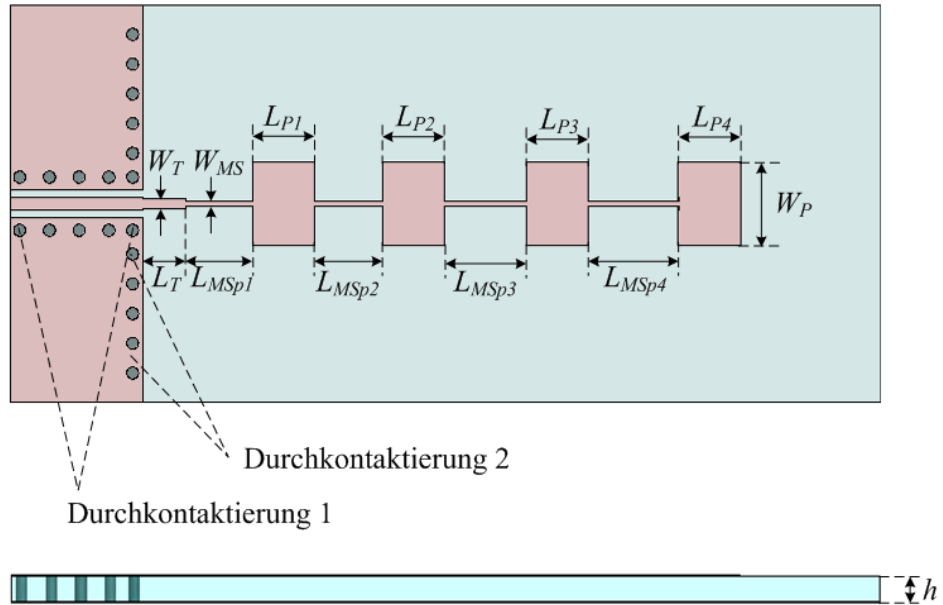 L_P1 L_P2 L_P3 L_P4
W_T W_MS
W_P
L_T L_MSp1 L_MSp2 L_MSp3 L_MSp4
Durchkontaktierung 2
Durchkontaktierung 1
h